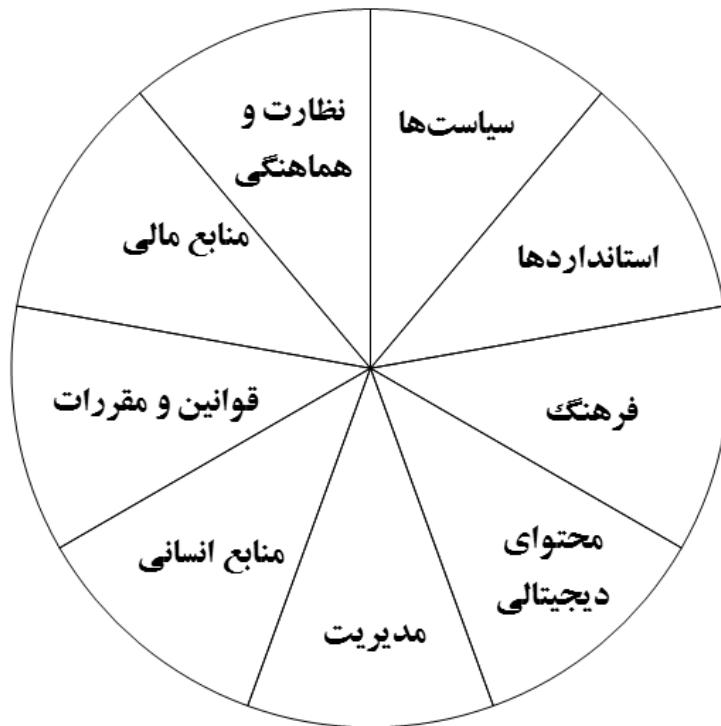 سیاست‌ها
استانداردها
فرهنگ
محتوای
دیجیتالی
مدیریت
منابع انسانی
قوانین و مقررات
منابع مالی
نظارت و
هماهنگی